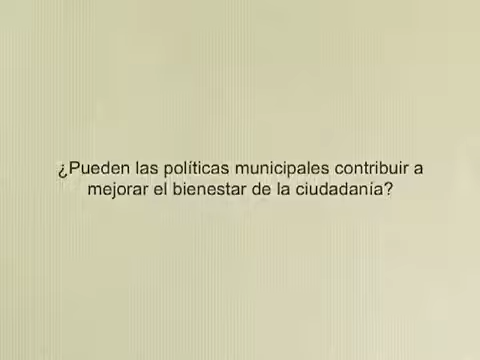 ¿Pueden las políticas municipales contribuir a
mejorar el bienestar de la ciudadanía?